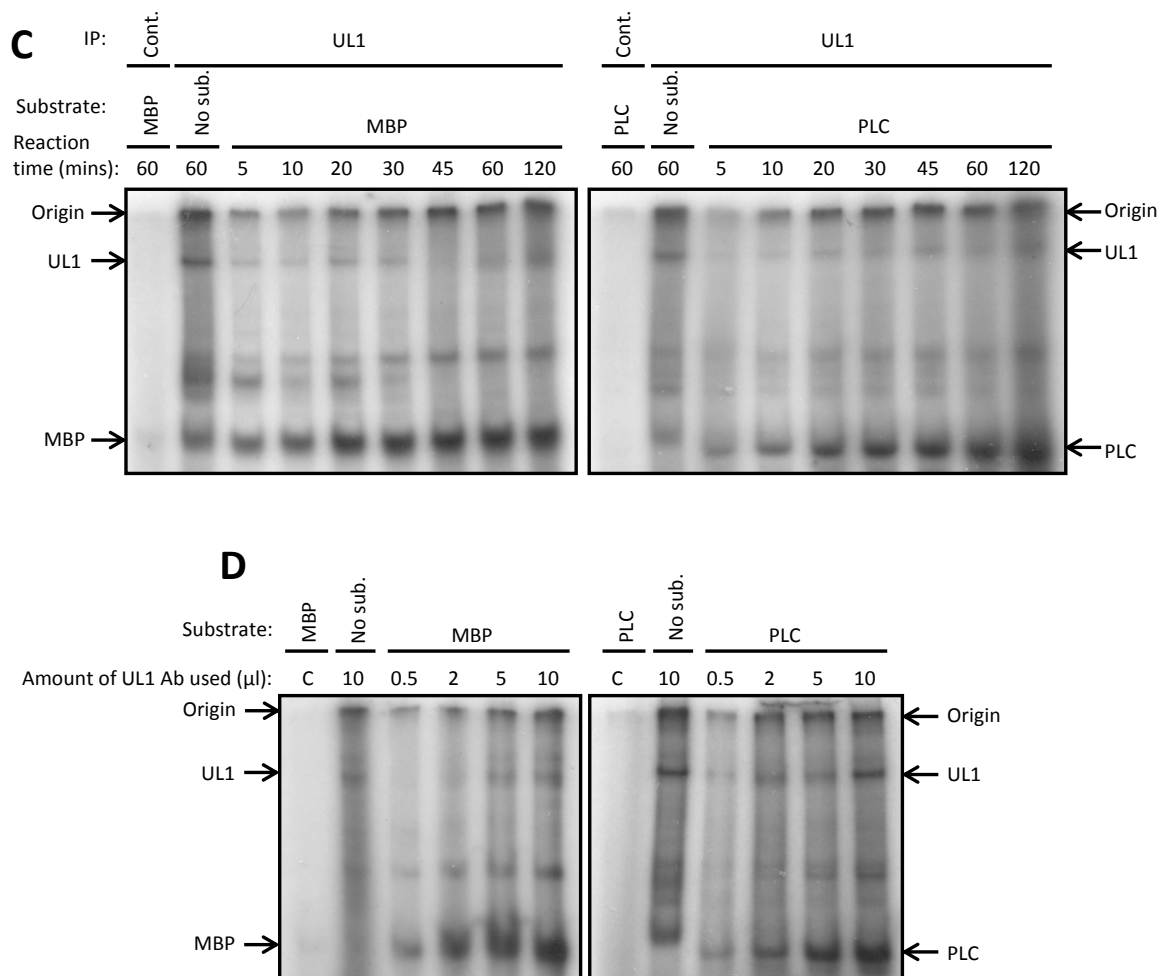 C
IP: Cont. UL1 Cont. UL1
Substrate: MBP No sub. MBP PLC No sub. PLC
Reaction
time (mins): 60 60 5 10 20 30 45 60 120 60 60 5 10 20 30 45 60 120
Origin Origin
UL1 UL1
MBP PLC
D
Substrate: MBP No sub. MBP PLC No sub. PLC
Amount of UL1 Ab used (µl): C 10 0.5 2 5 10 C 10 0.5 2 5 10
Origin Origin
UL1 UL1
MBP PLC